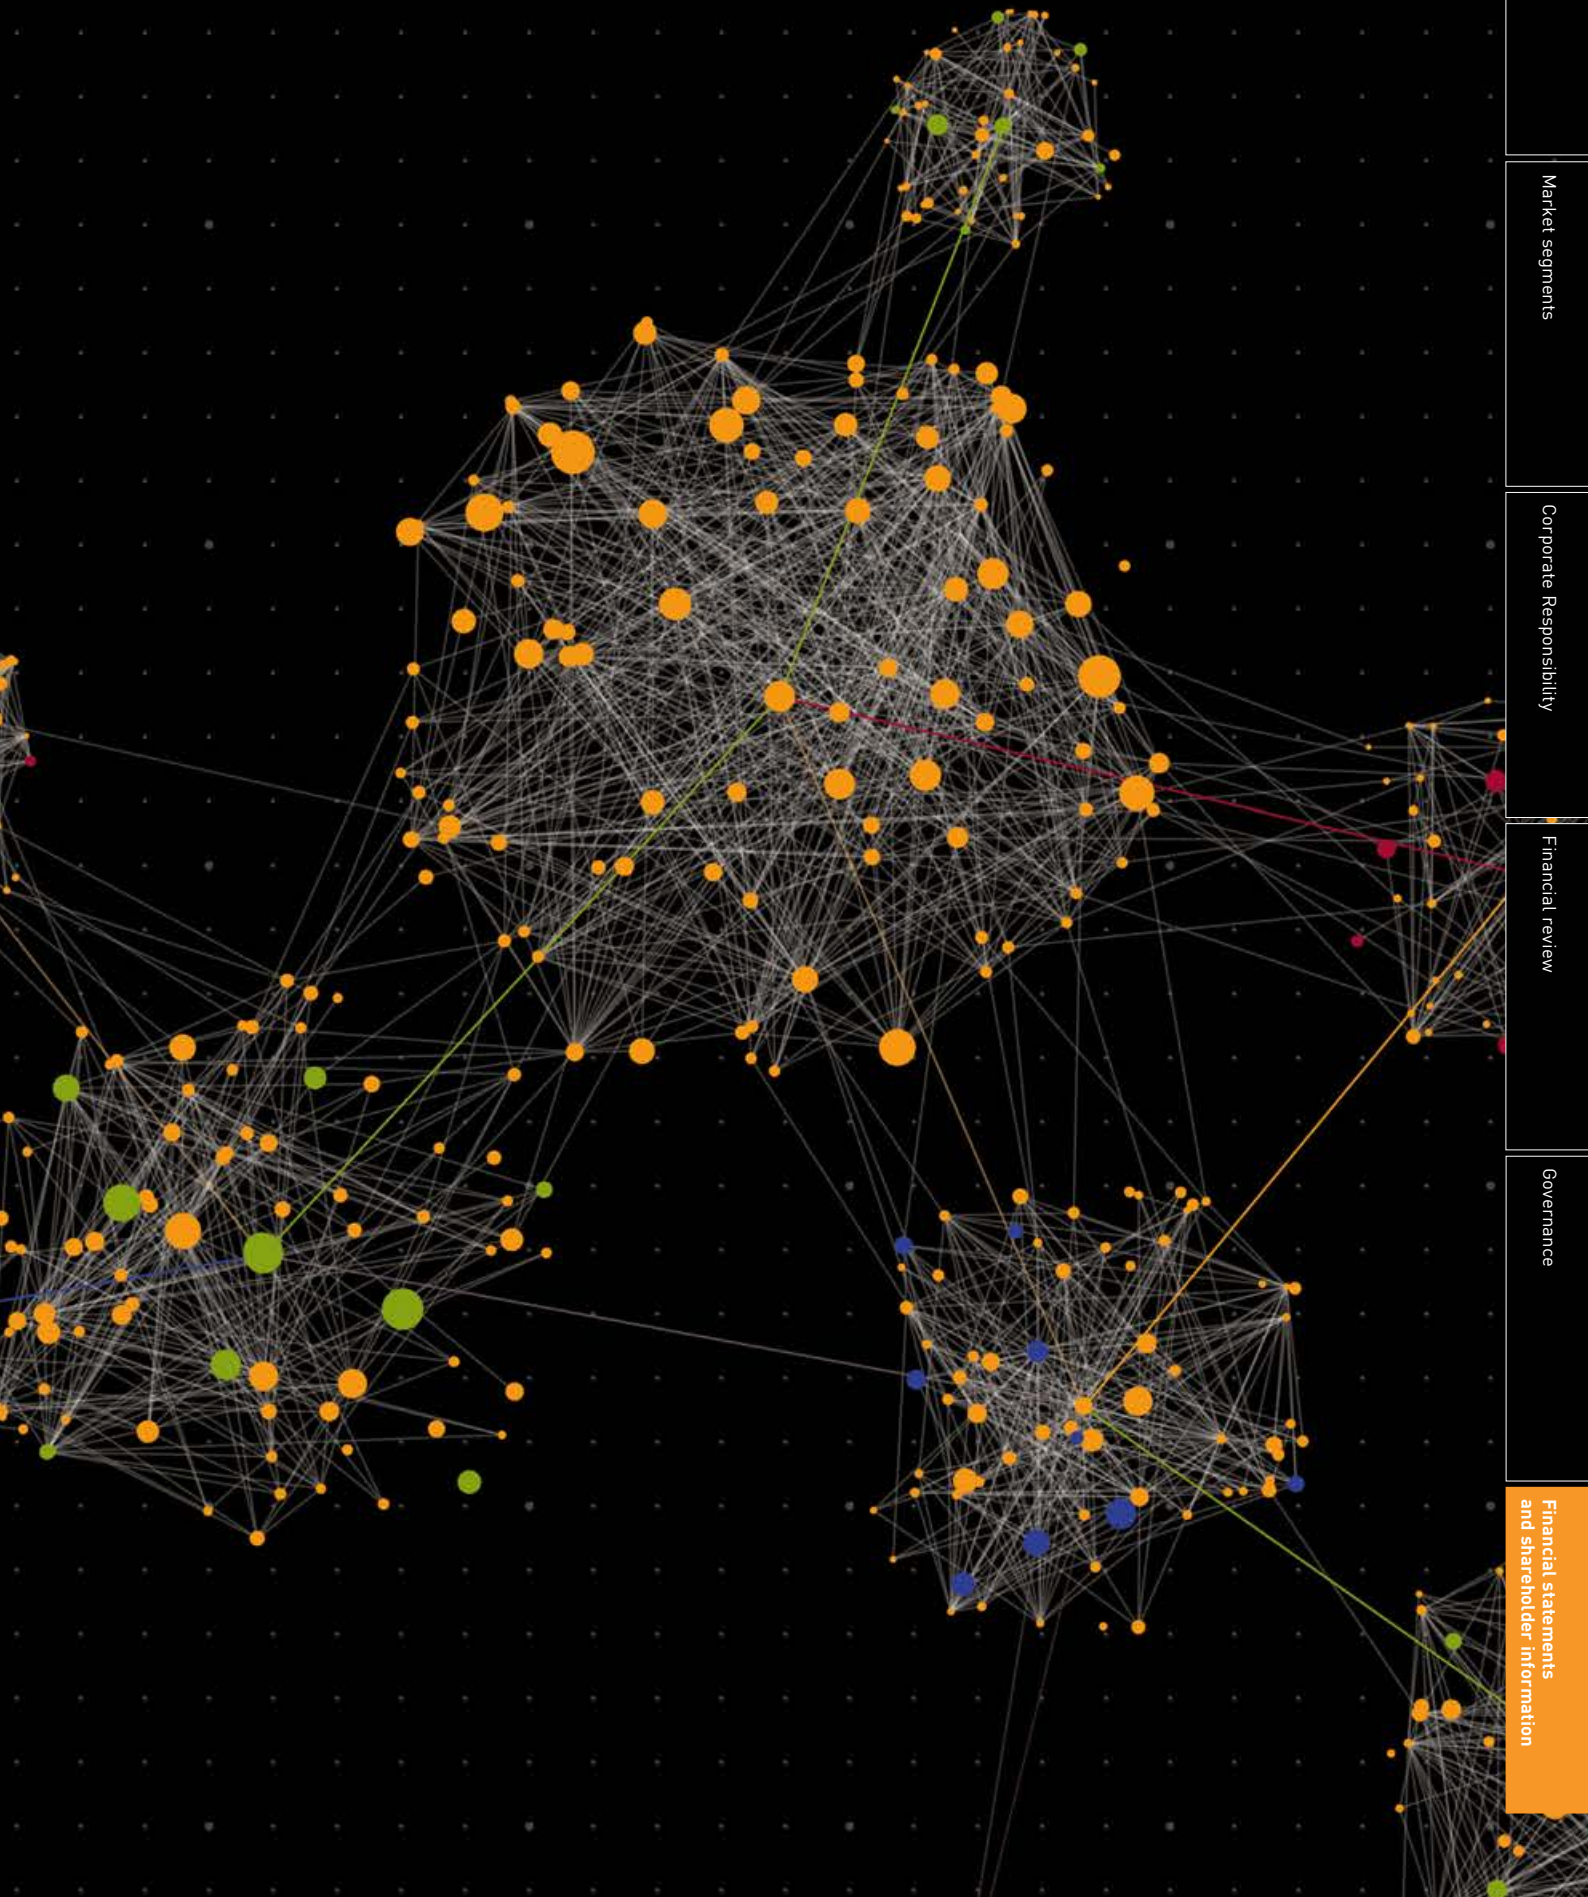 Market segments
Corporate Responsibility
Financial review
Governance
Financial statements
and shareholder information